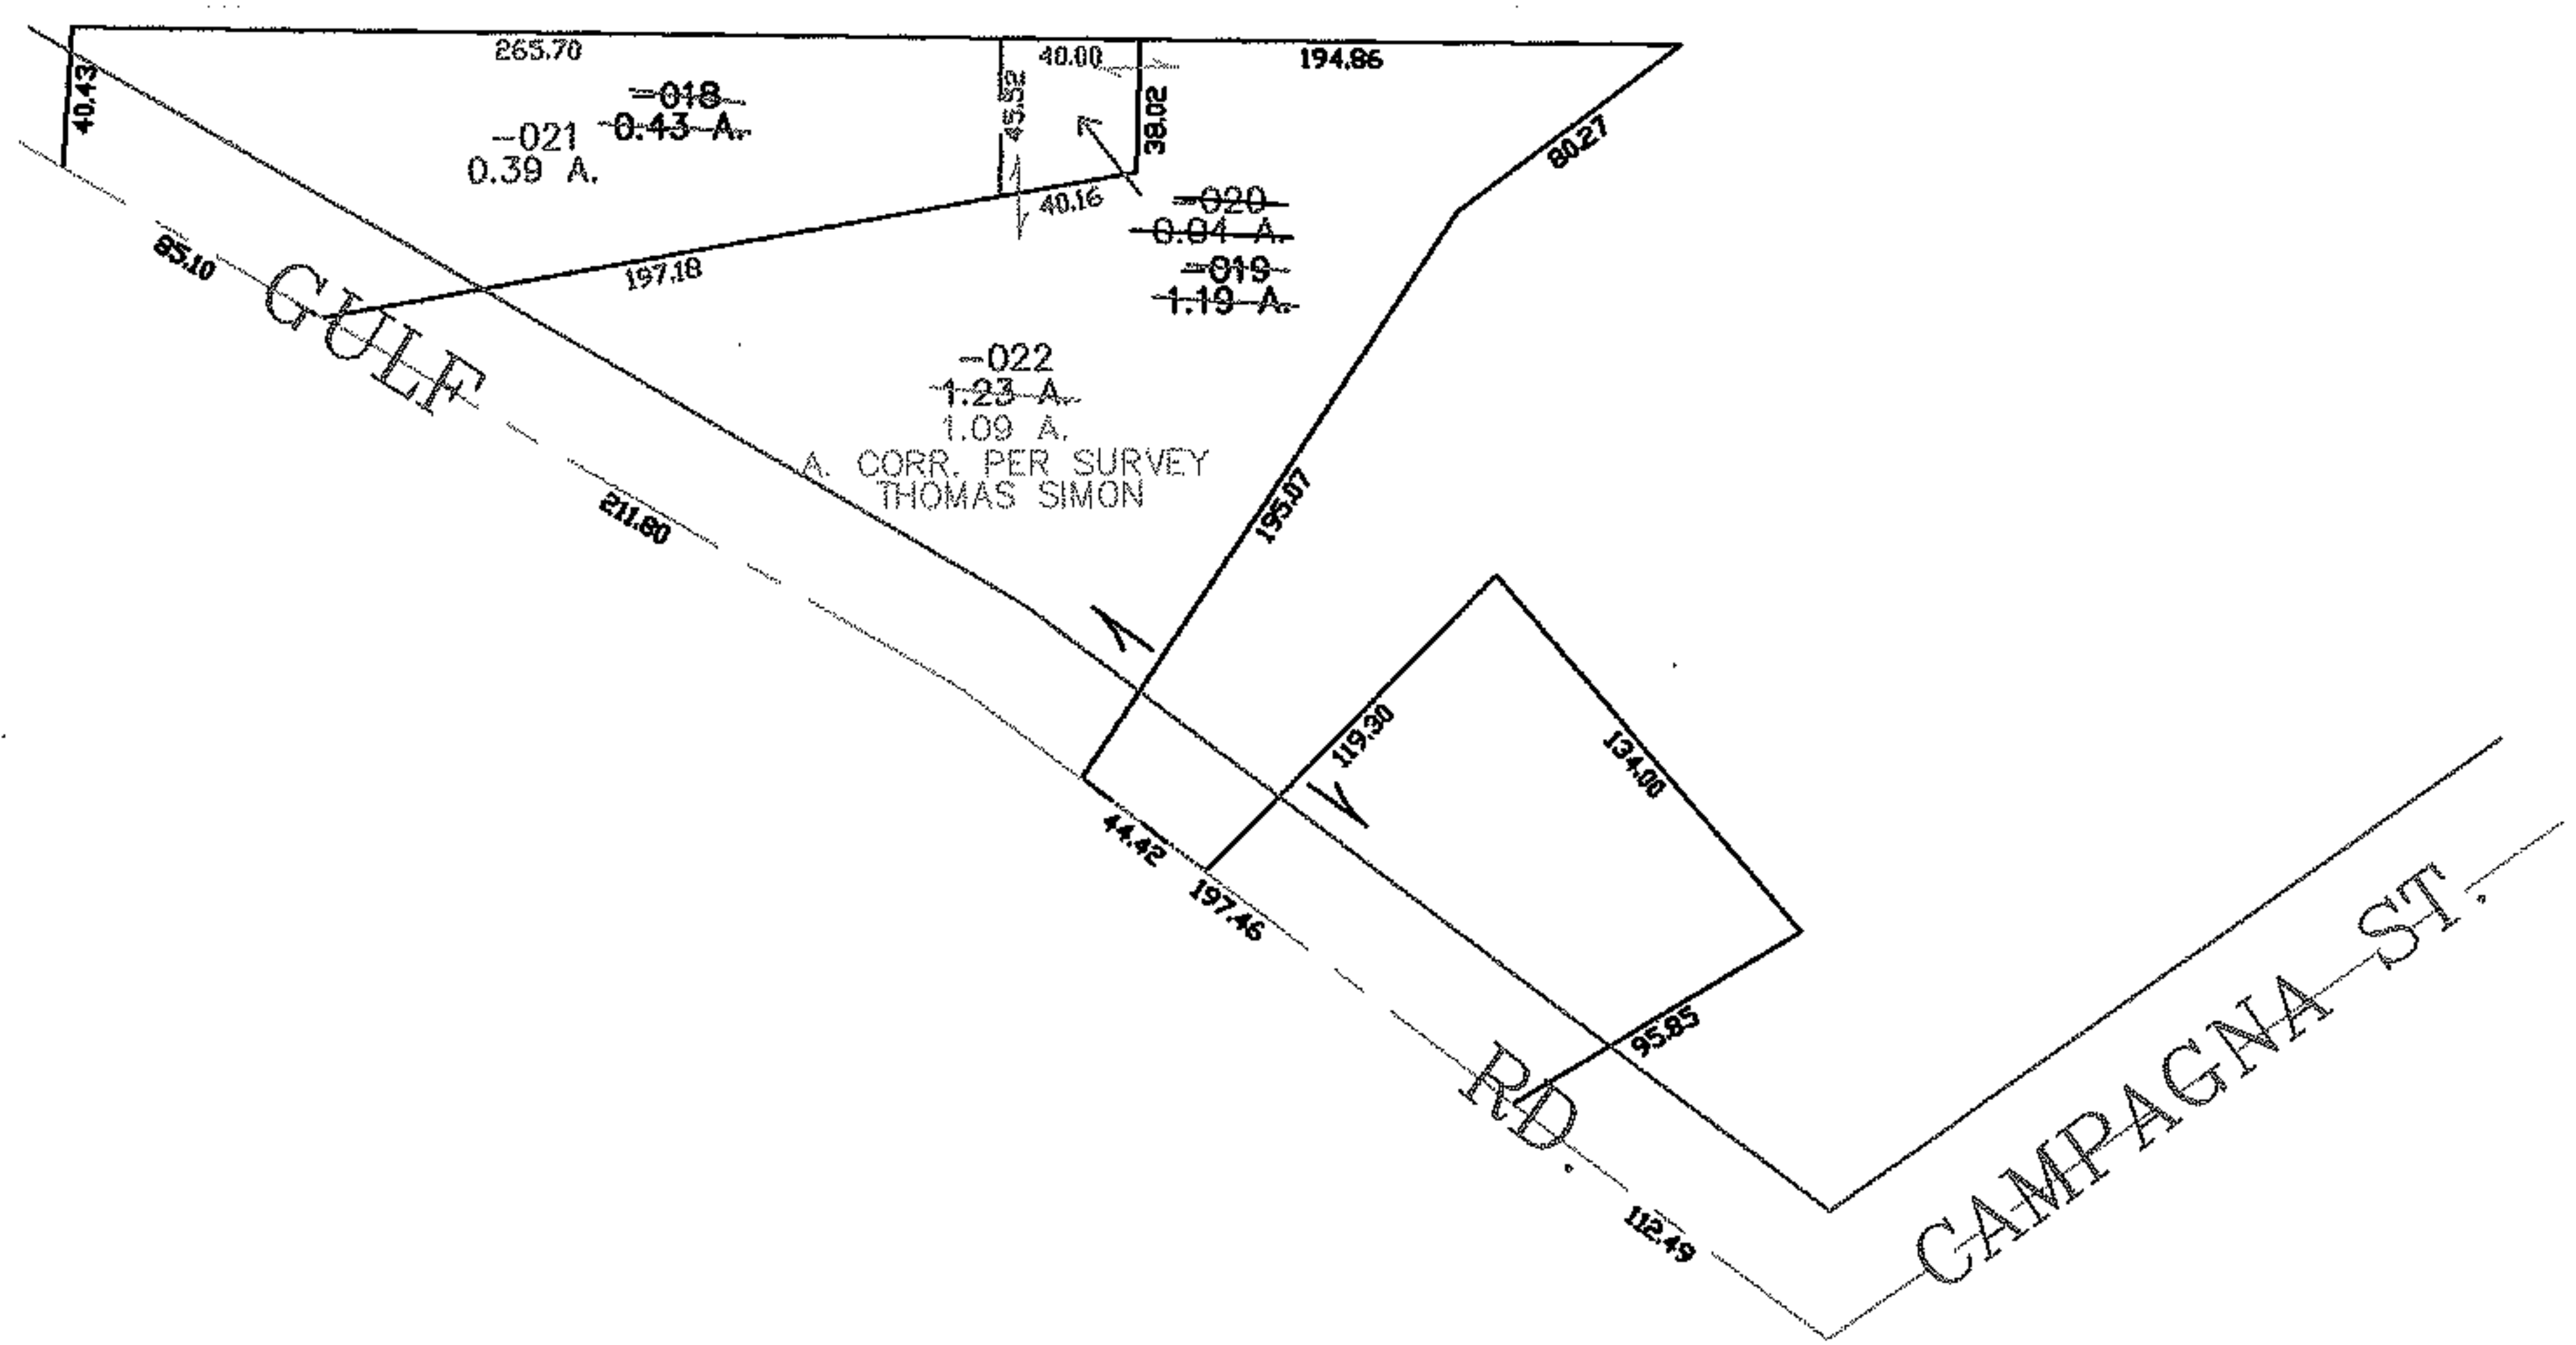 265.70
40.00
194.86
40.43
-018
0.43 A.
-021
0.39 A.
45.52
38.02
80.27
40.16
-020
0.04 A.
-019
1.19 A.
85.10
197.18
GULF
-022
1.23 A.
1.09 A.
A. CORR. PER SURVEY
THOMAS SIMON
211.80
195.07
119.30
134.00
44.42
197.46
95.85
RD.
112.49
CAMPAGNA ST.